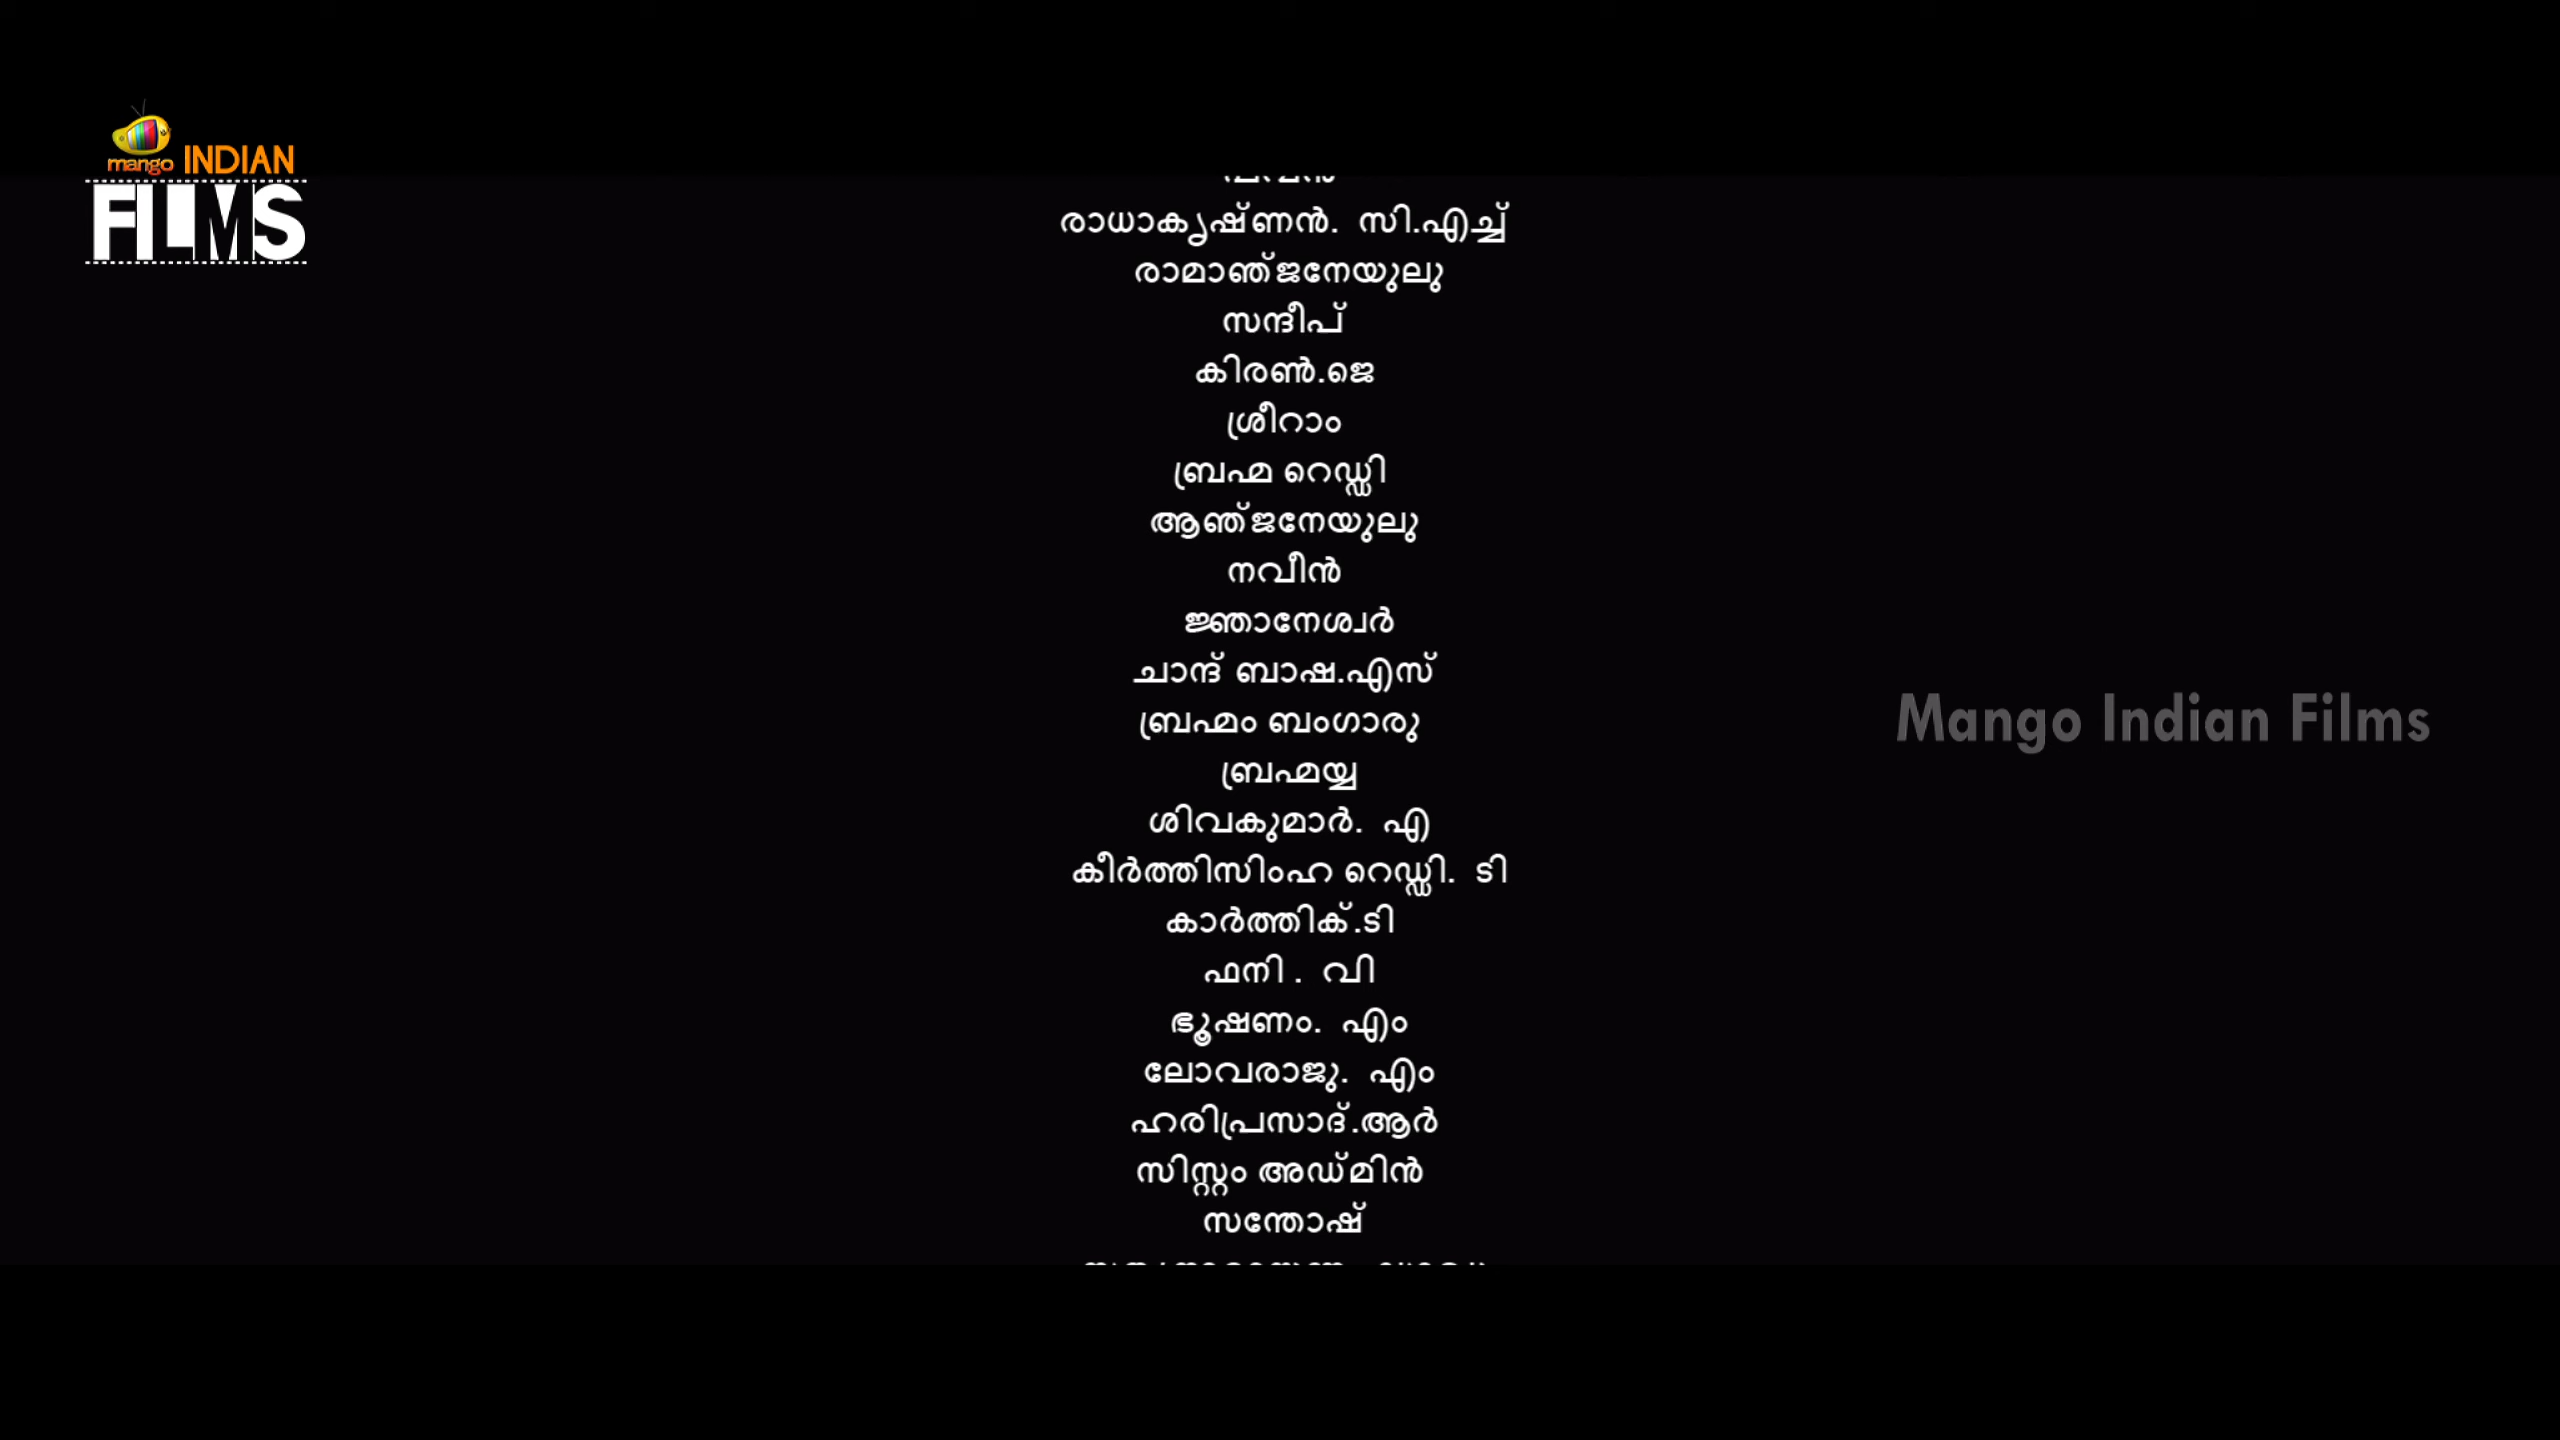 mango INDIAN
FILMS
രാധാകൃഷ്ണൻ. സി.എച്ച്
രാമാഞ്ജനേയുലു
സന്ദീപ്
കിരൺ.ജെ
ശ്രീറാം
ബ്രഹ്മ റെഡ്ഡി
ആഞ്ജനേയുലു
നവീൻ
ജ്ഞാനേശ്വർ
ചാന്ദ് ബാഷ.എസ്
ബ്രഹ്മം ബംഗാരു
Mango Indian Films
ബ്രഹ്മയ്യ
ശിവകുമാർ. എ
കീർത്തിസിംഹ റെഡ്ഡി. ടി
കാർത്തിക്.ടി
ഫനി . വി
ഭൂഷണം. എം
ലോവരാജു. എം
ഹരിപ്രസാദ്.ആർ
സിസ്റ്റം അഡ്മിൻ
സന്തോഷ്